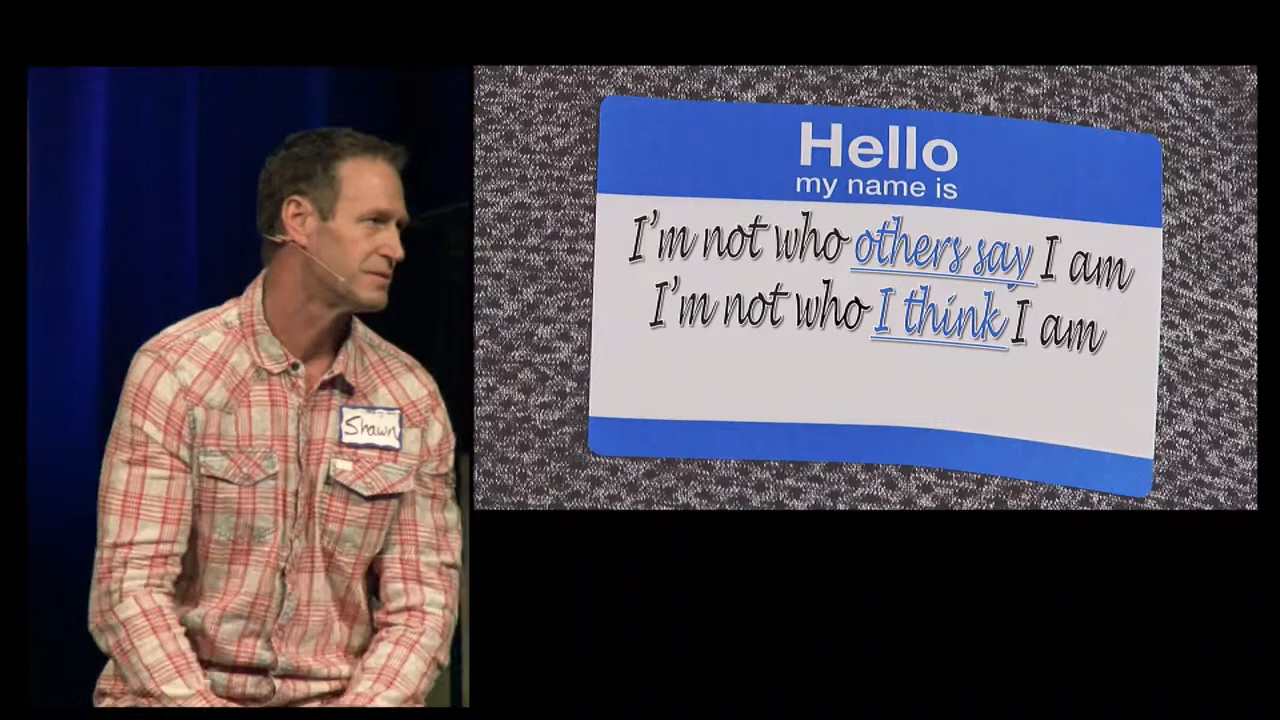 Shawn
Hello
my name is
I'm not who others say I am
I'm not who I think I am